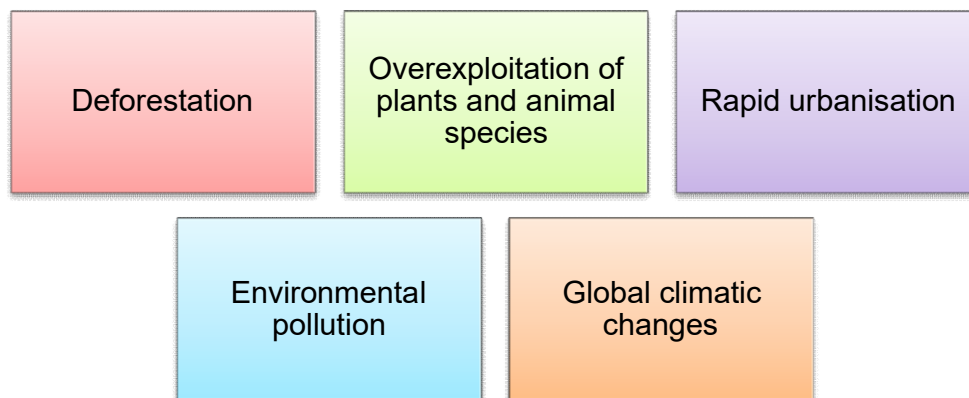 Deforestation
Overexploitation of
plants and animal
species
Rapid urbanisation
Environmental
pollution
Global climatic
changes